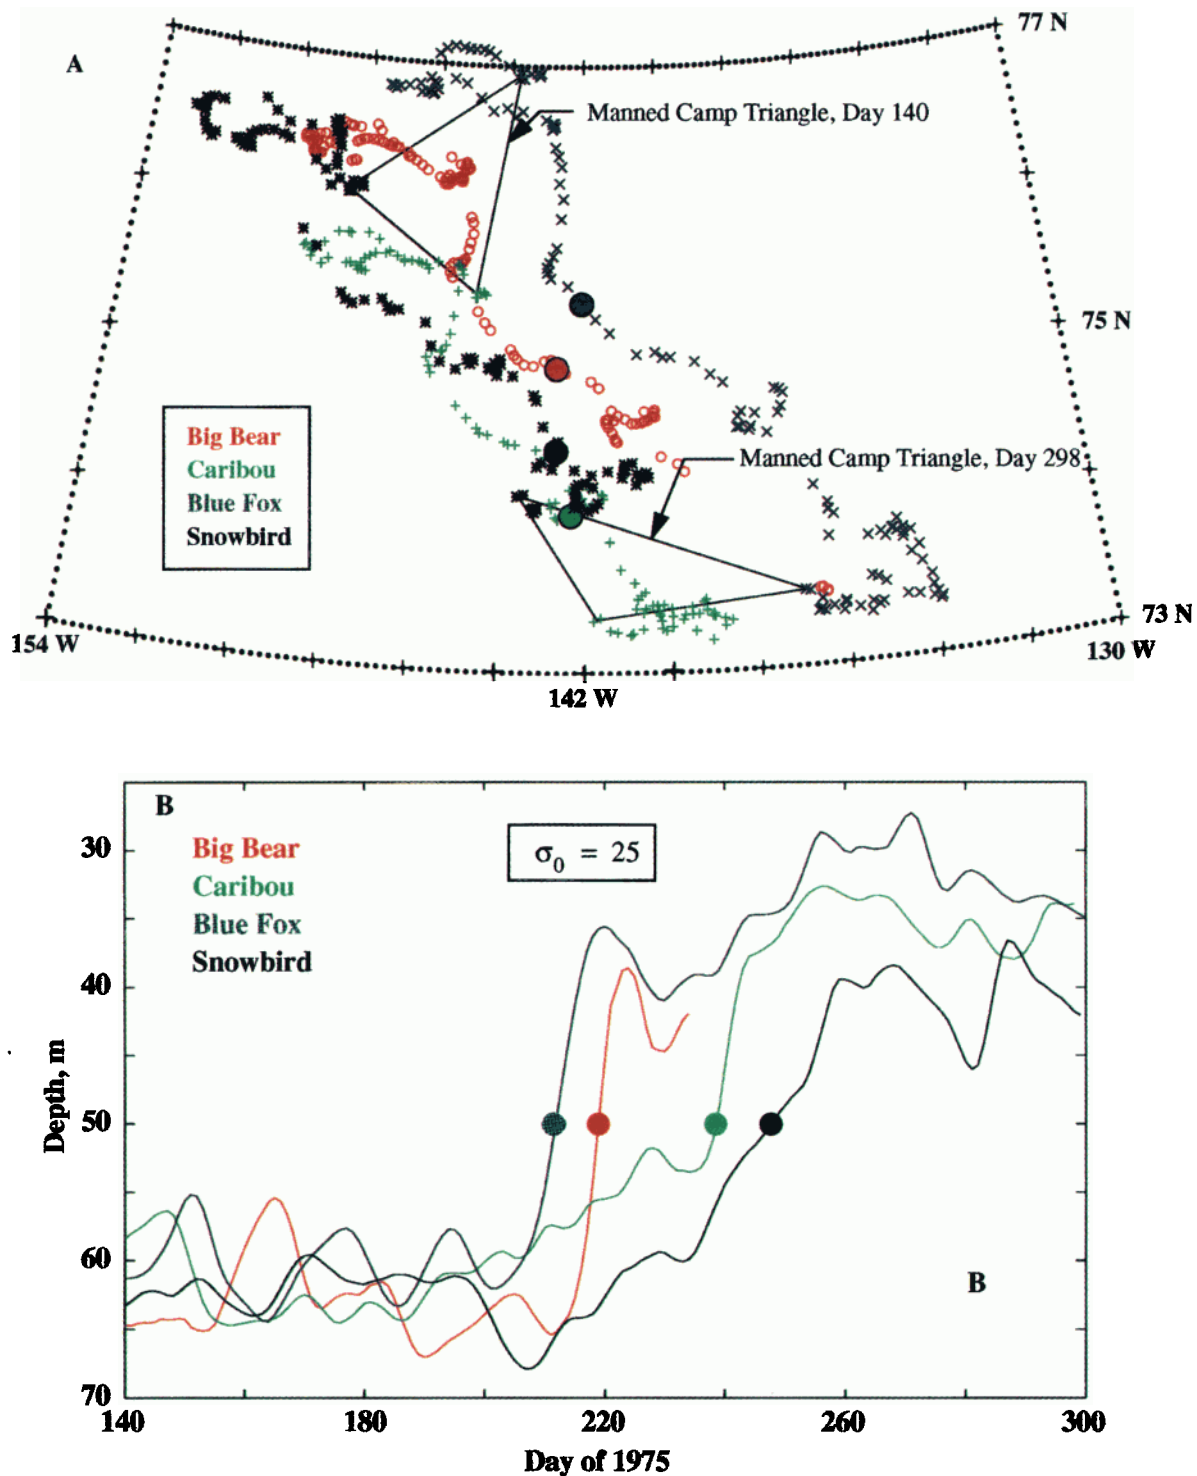 77 N
A
Manned Camp Triangle, Day 140
75 N
Big Bear
Caribou
Blue Fox
Snowbird
Manned Camp Triangle, Day 298
73 N
154 W
130 W
142 W
B
Big Bear
Caribou
Blue Fox
Snowbird
σ₀ = 25
30
40
50
60
70
Depth, m
B
140
180
220
260
300
Day of 1975